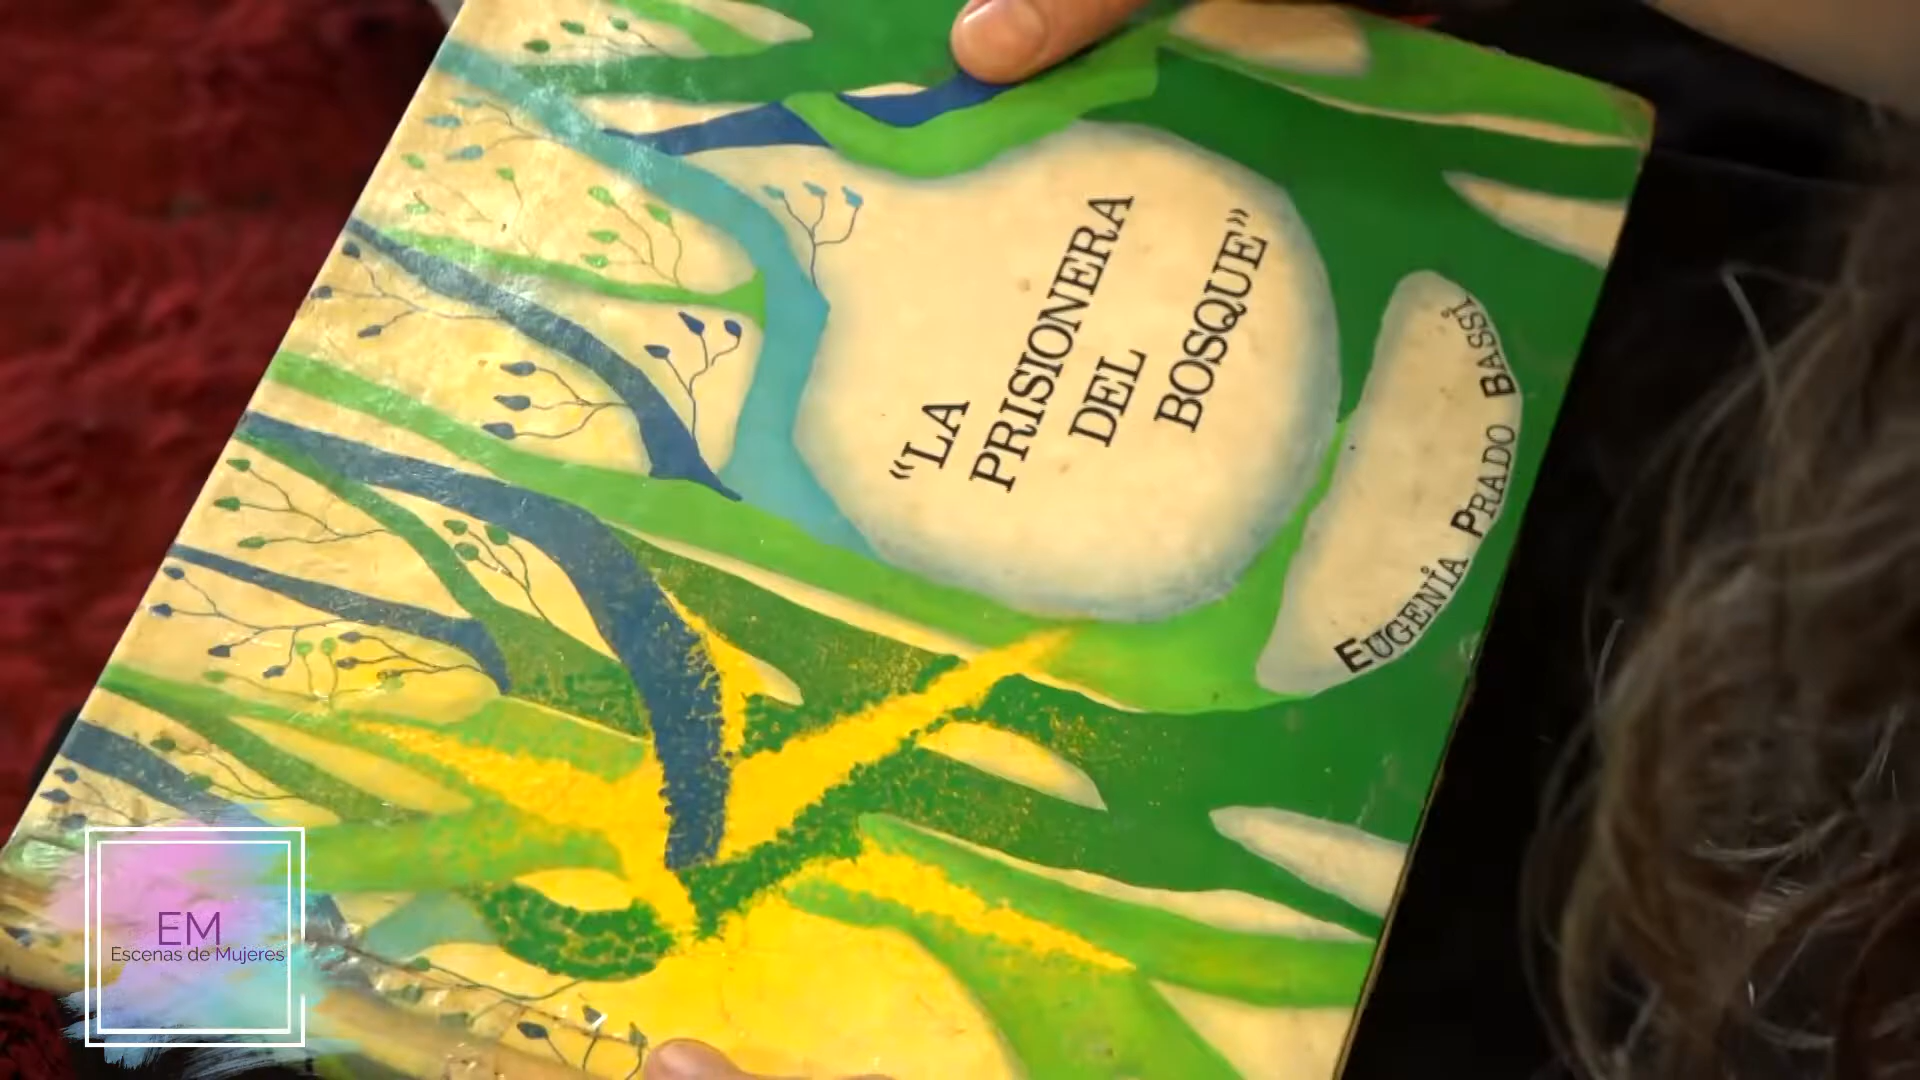 “LA
PRISIONERA
DEL
BOSQUE”
EUGENIA PRADO BASSI.
EM
Escenas de Mujeres